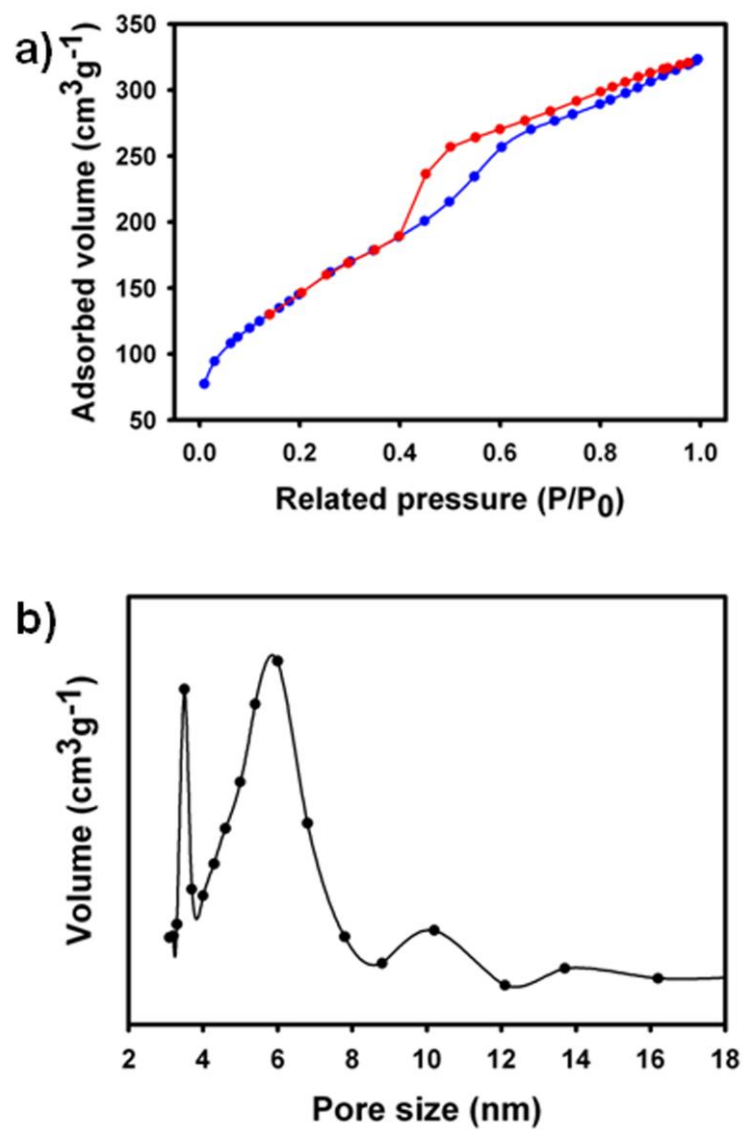 a)
Adsorbed volume (cm³g⁻¹)
350
300
250
200
150
100
50
0.0 0.2 0.4 0.6 0.8 1.0
Related pressure (P/P₀)
b)
Volume (cm³g⁻¹)
2 4 6 8 10 12 14 16 18
Pore size (nm)